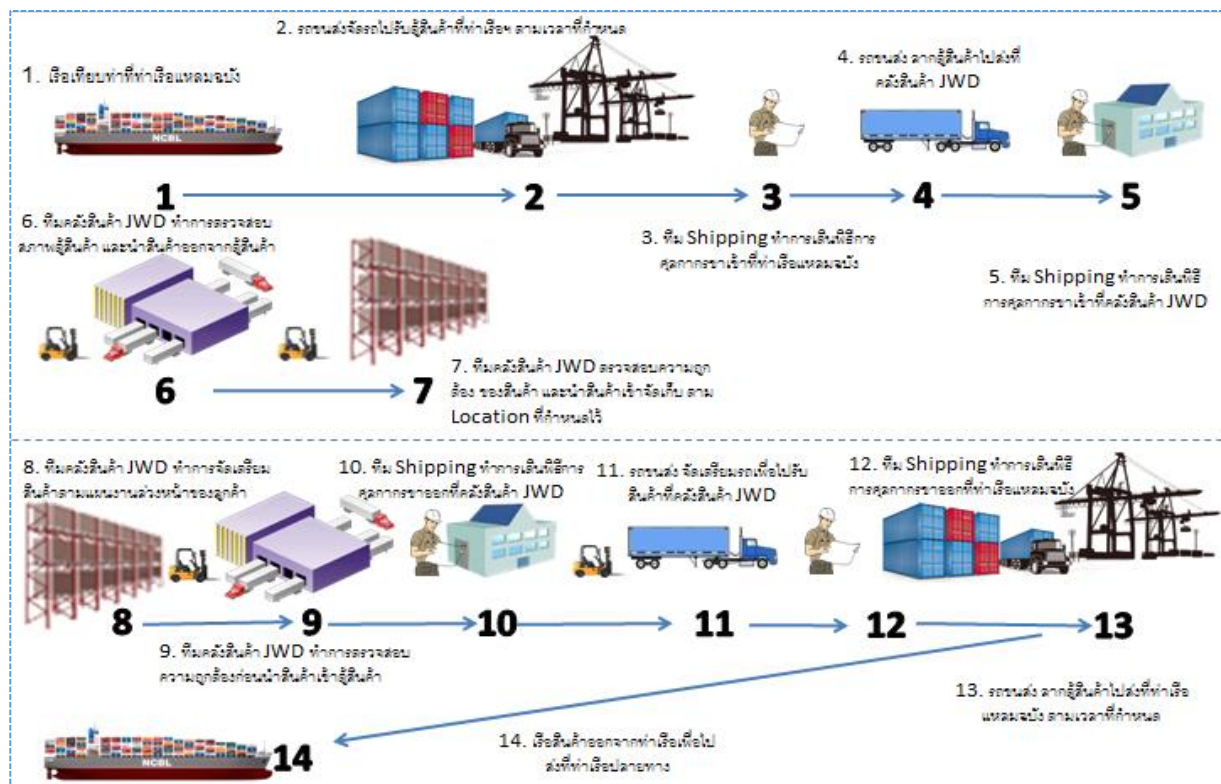 1. เรือเทียบท่าที่ท่าเรือแหลมฉบัง
2. รถขนส่งจัดรถไปรับตู้สินค้าที่ท่าเรือฯ ตามเวลาที่กำหนด
4. รถขนส่ง ลากตู้สินค้าไปส่งที่
คลังสินค้า JWD
NCBL
1
2
3
4
5
3. ทีม Shipping ทำการเดินพิธีการ
ศุลกากรขาเข้าที่ท่าเรือแหลมฉบัง
5. ทีม Shipping ทำการเดินพิธี
การศุลกากรขาเข้าที่คลังสินค้า JWD
6. ทีมคลังสินค้า JWD ทำการตรวจสอบ
สภาพตู้สินค้า และนำสินค้าออกจากตู้สินค้า
6
7
7. ทีมคลังสินค้า JWD ตรวจสอบความถูก
ต้อง ของสินค้า และนำสินค้าเข้าจัดเก็บ ตาม
Location ที่กำหนดไว้
8. ทีมคลังสินค้า JWD ทำการจัดเตรียม
สินค้าตามแผนงานล่วงหน้าของลูกค้า
10. ทีม Shipping ทำการเดินพิธีการ
ศุลกากรขาออกที่คลังสินค้า JWD
11. รถขนส่ง จัดเตรียมรถเพื่อไปรับ
สินค้าที่คลังสินค้า JWD
12. ทีม Shipping ทำการเดินพิธี
การศุลกากรขาออกที่ท่าเรือแหลมฉบัง
8
9
10
11
12
13
9. ทีมคลังสินค้า JWD ทำการตรวจสอบ
ความถูกต้องก่อนนำสินค้าเข้าตู้สินค้า
13. รถขนส่ง ลากตู้สินค้าไปส่งที่ท่าเรือ
แหลมฉบัง ตามเวลาที่กำหนด
NCBL
14
14. เรือสินค้าออกจากท่าเรือเพื่อไป
ส่งที่ท่าเรือปลายทาง